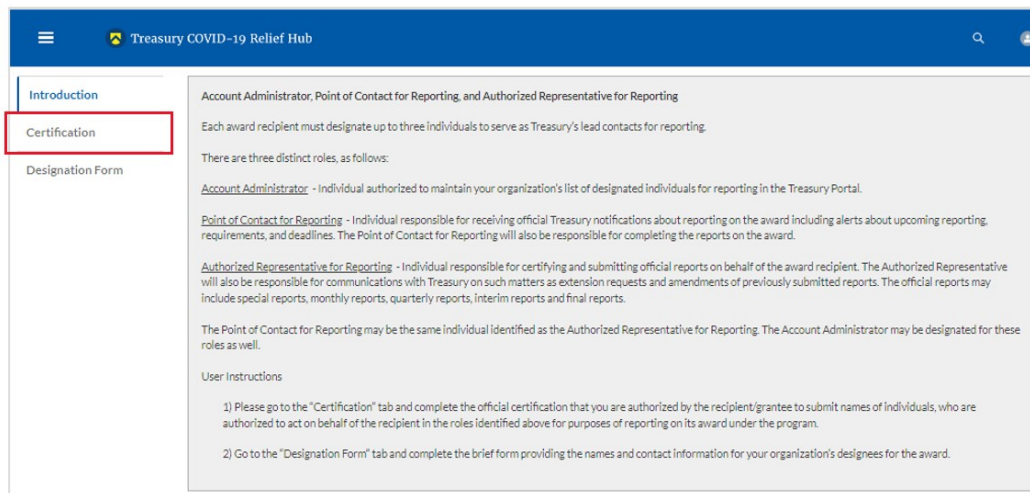 Treasury COVID-19 Relief Hub
Introduction
Certification
Designation Form
Account Administrator, Point of Contact for Reporting, and Authorized Representative for Reporting
Each award recipient must designate up to three individuals to serve as Treasury's lead contacts for reporting.
There are three distinct roles, as follows:
Account Administrator - Individual authorized to maintain your organization's list of designated individuals for reporting in the Treasury Portal.
Point of Contact for Reporting - Individual responsible for receiving official Treasury notifications about reporting on the award including alerts about upcoming reporting,
requirements, and deadlines. The Point of Contact for Reporting will also be responsible for completing the reports on the award.
Authorized Representative for Reporting - Individual responsible for certifying and submitting official reports on behalf of the award recipient. The Authorized Representative
will also be responsible for communications with Treasury on such matters as extension requests and amendments of previously submitted reports. The official reports may
include special reports, monthly reports, quarterly reports, interim reports and final reports.
The Point of Contact for Reporting may be the same individual identified as the Authorized Representative for Reporting. The Account Administrator may be designated for these
roles as well.
User Instructions
1) Please go to the "Certification" tab and complete the official certification that you are authorized by the recipient/grantee to submit names of individuals, who are
authorized to act on behalf of the recipient in the roles identified above for purposes of reporting on its award under the program.
2) Go to the "Designation Form" tab and complete the brief form providing the names and contact information for your organization's designees for the award.